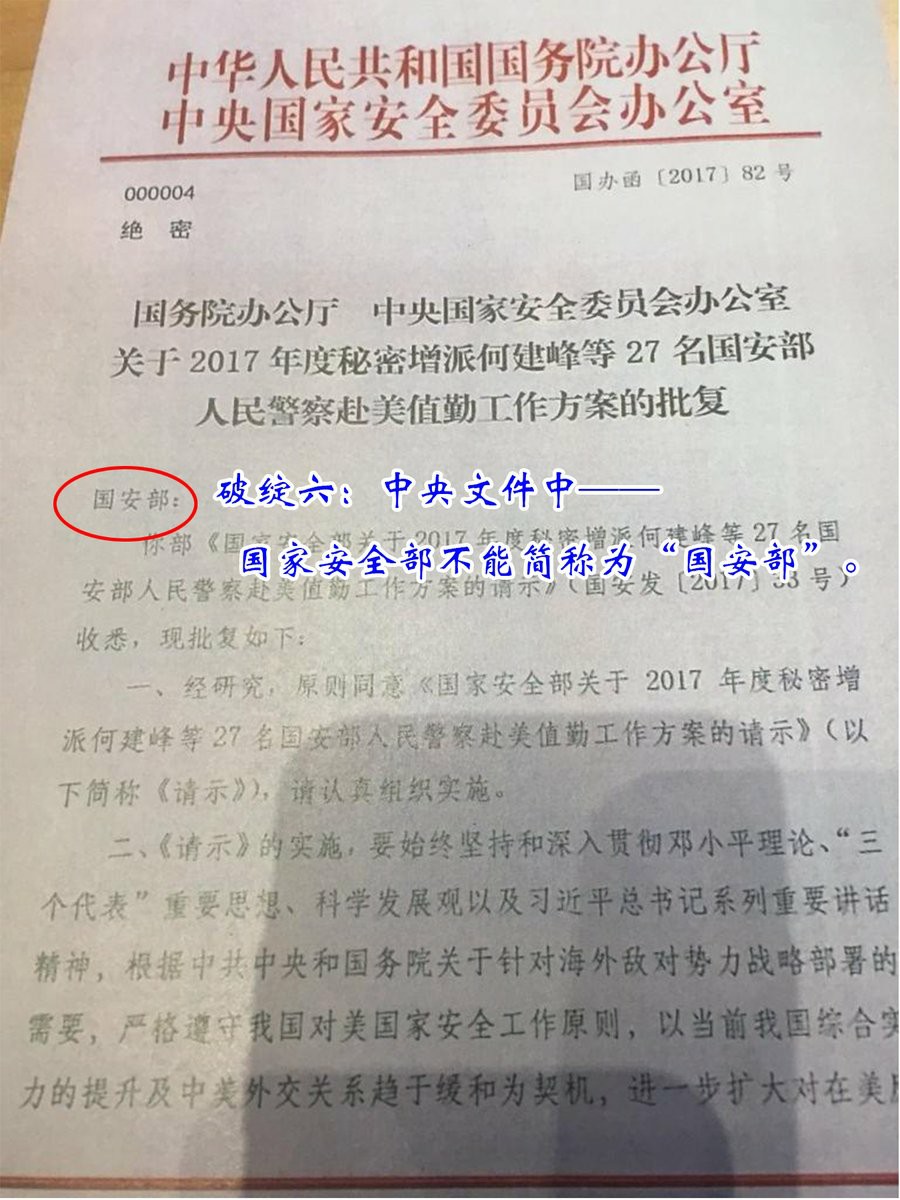 中华人民共和国国务院办公厅
中央国家安全委员会办公室
000004
国办函〔2017〕82号
绝 密
国务院办公厅 中央国家安全委员会办公室
关于 2017 年度秘密增派何建峰等 27 名国安部
人民警察赴美值勤工作方案的批复
国安部：
破绽六：中央文件中——
你部《国家安全部关于2017年度秘密增派何建峰等27名国
国家安全部不能简称为“国安部”。
安部人民警察赴美值勤工作方案的请示》（国安发〔2017〕33号）
收悉，现批复如下：
一、经研究，原则同意《国家安全部关于 2017 年度秘密增
派何建峰等27名国安部人民警察赴美值勤工作方案的请示》（以
下简称《请示》），请认真组织实施。
二、《请示》的实施，要始终坚持和深入贯彻邓小平理论、“三
个代表”重要思想、科学发展观以及习近平总书记系列重要讲话
精神，根据中共中央和国务院关于针对海外敌对势力战略部署的
需要，严格遵守我国对美国家安全工作原则，以当前我国综合实
力的提升及中美外交关系趋于缓和为契机，进一步扩大对在美